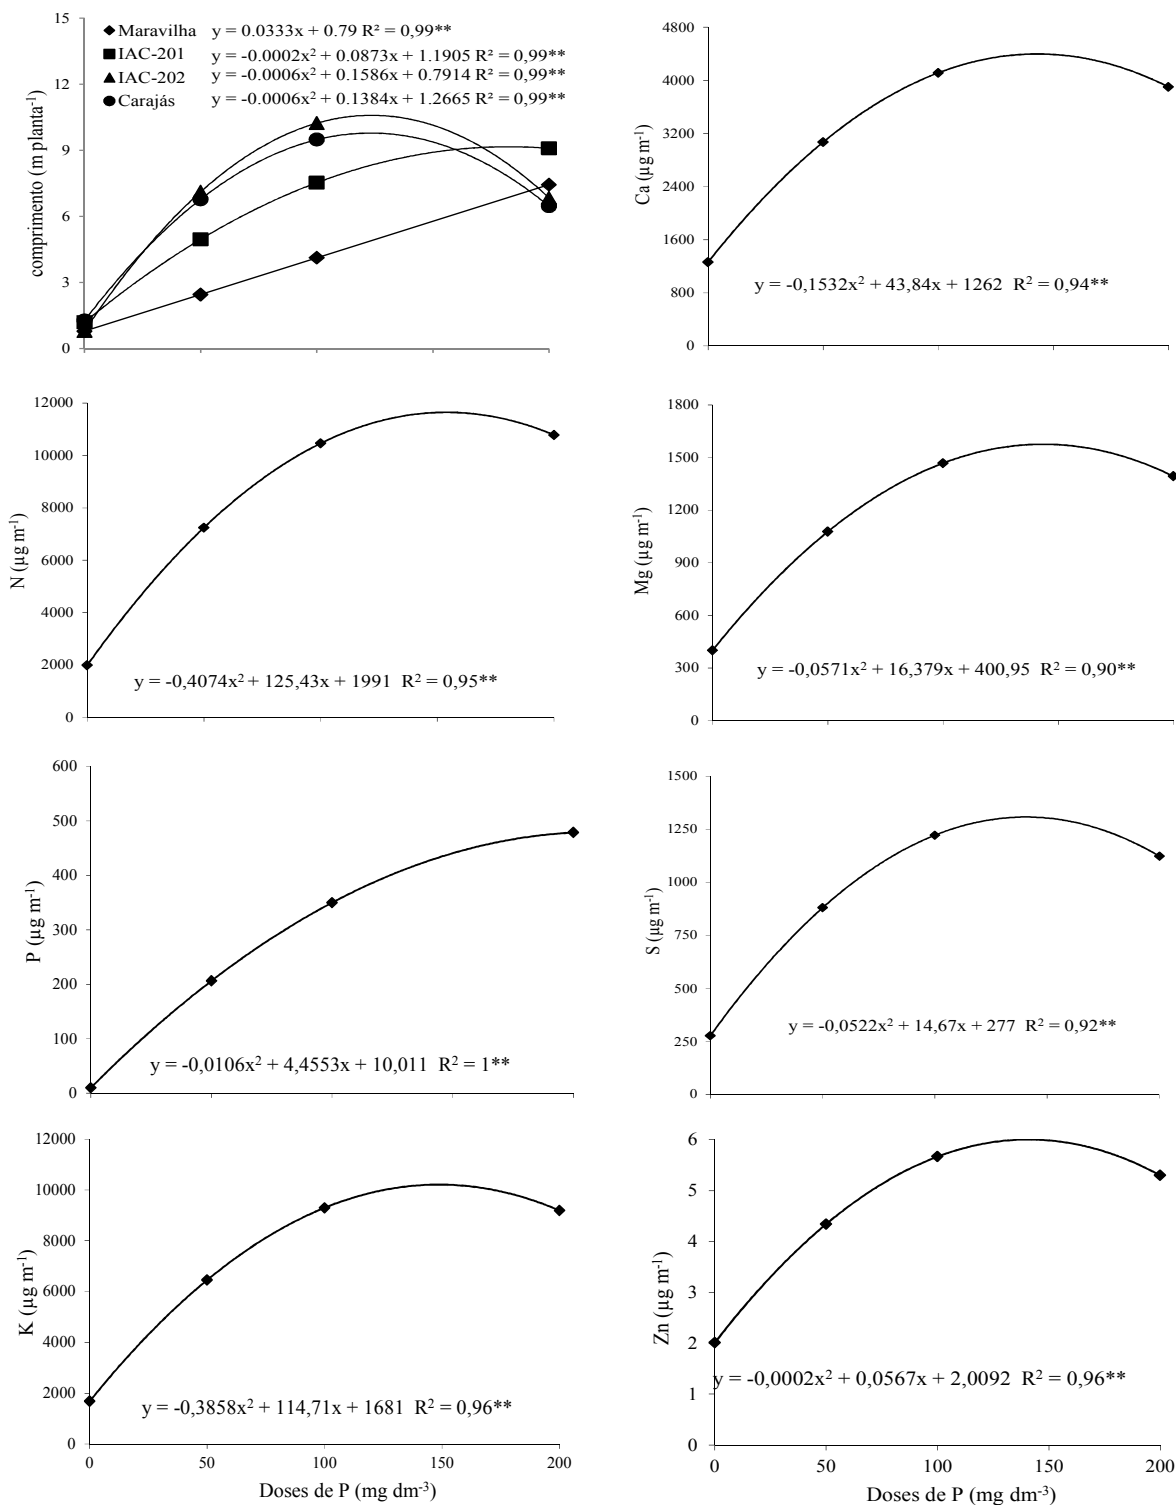 15
12
9
6
3
0
comprimento (m planta⁻¹)
Maravilha y = 0.0333x + 0.79 R² = 0,99**
IAC-201 y = -0.0002x² + 0.0873x + 1.1905 R² = 0,99**
IAC-202 y = -0.0006x² + 0.1586x + 0.7914 R² = 0,99**
Carajás y = -0.0006x² + 0.1384x + 1.2665 R² = 0,99**
4800
4000
3200
2400
1600
800
0
Ca (µg m⁻¹)
y = -0,1532x² + 43,84x + 1262 R² = 0,94**
12000
10000
8000
6000
4000
2000
0
N (µg m⁻¹)
y = -0,4074x² + 125,43x + 1991 R² = 0,95**
1800
1500
1200
900
600
300
0
Mg (µg m⁻¹)
y = -0,0571x² + 16,379x + 400,95 R² = 0,90**
600
500
400
300
200
100
0
P (µg m⁻¹)
y = -0,0106x² + 4,4553x + 10,011 R² = 1**
1500
1250
1000
750
500
250
0
S (µg m⁻¹)
y = -0,0522x² + 14,67x + 277 R² = 0,92**
12000
10000
8000
6000
4000
2000
0
K (µg m⁻¹)
y = -0,3858x² + 114,71x + 1681 R² = 0,96**
0 50 100 150 200
Doses de P (mg dm⁻³)
6
5
4
3
2
1
0
Zn (µg m⁻¹)
y = -0,0002x² + 0,0567x + 2,0092 R² = 0,96**
0 50 100 150 200
Doses de P (mg dm⁻³)